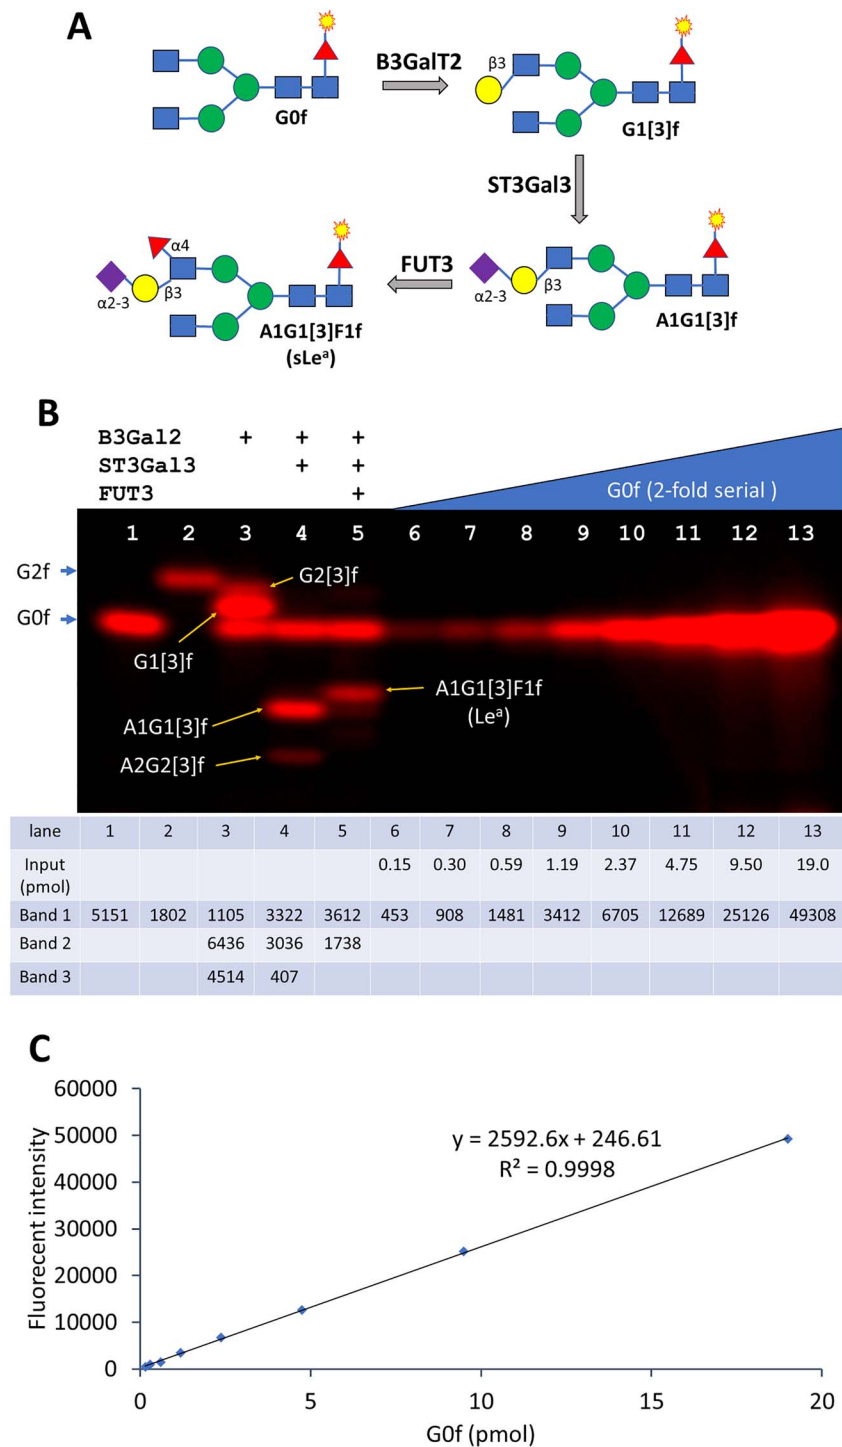 A
B3GalT2
β3
G0f
G1[3]f
ST3Gal3
α4
FUT3
α2-3
β3
A1G1[3]F1f
(sLeᵃ)
α2-3
β3
A1G1[3]f
B
B3Gal2 + + +
ST3Gal3 + +
FUT3 +
G0f (2-fold serial )
1 2 3 4 5 6 7 8 9 10 11 12 13
G2f
G2[3]f
G0f
G1[3]f
A1G1[3]F1f
(Leᵃ)
A1G1[3]f
A2G2[3]f
lane 1 2 3 4 5 6 7 8 9 10 11 12 13
Input (pmol) 0.15 0.30 0.59 1.19 2.37 4.75 9.50 19.0
Band 1 5151 1802 1105 3322 3612 453 908 1481 3412 6705 12689 25126 49308
Band 2 6436 3036 1738
Band 3 4514 407
C
60000
50000
40000
30000
20000
10000
0
Fluorecent intensity
y = 2592.6x + 246.61
R² = 0.9998
0 5 10 15 20
G0f (pmol)